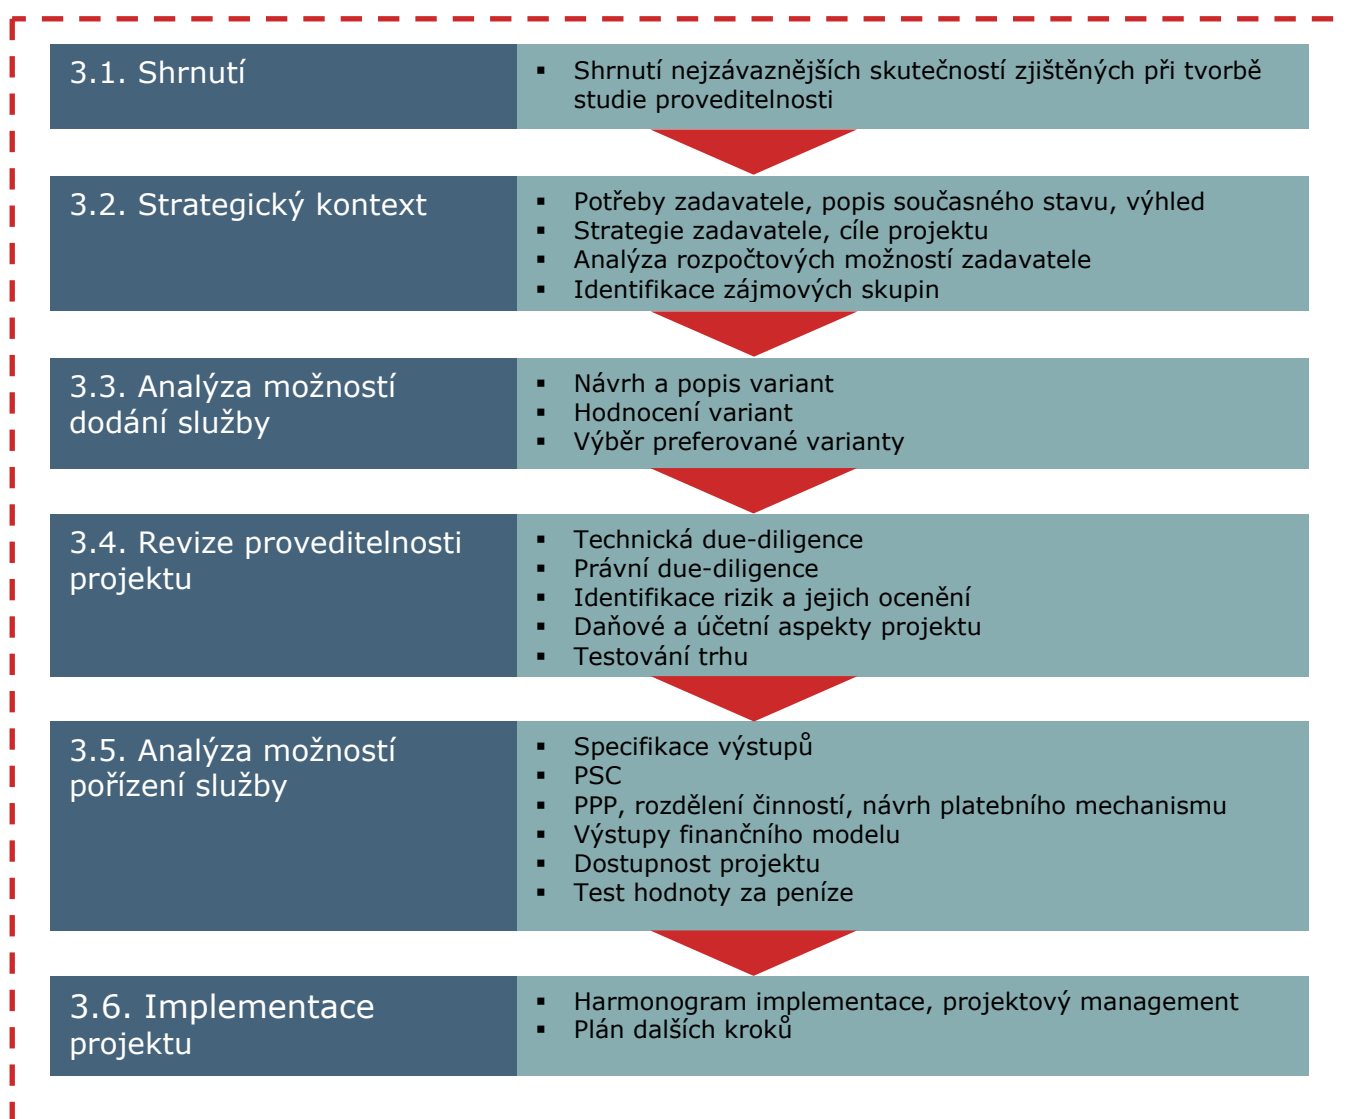 3.1. Shrnutí
▪ Shrnutí nejzávaznějších skutečností zjištěných při tvorbě
studie proveditelnosti
3.2. Strategický kontext
▪ Potřeby zadavatele, popis současného stavu, výhled
▪ Strategie zadavatele, cíle projektu
▪ Analýza rozpočtových možností zadavatele
▪ Identifikace zájmových skupin
3.3. Analýza možností
dodání služby
▪ Návrh a popis variant
▪ Hodnocení variant
▪ Výběr preferované varianty
3.4. Revize proveditelnosti
projektu
▪ Technická due-diligence
▪ Právní due-diligence
▪ Identifikace rizik a jejich ocenění
▪ Daňové a účetní aspekty projektu
▪ Testování trhu
3.5. Analýza možností
pořízení služby
▪ Specifikace výstupů
▪ PSC
▪ PPP, rozdělení činností, návrh platebního mechanismu
▪ Výstupy finančního modelu
▪ Dostupnost projektu
▪ Test hodnoty za peníze
3.6. Implementace
projektu
▪ Harmonogram implementace, projektový management
▪ Plán dalších kroků